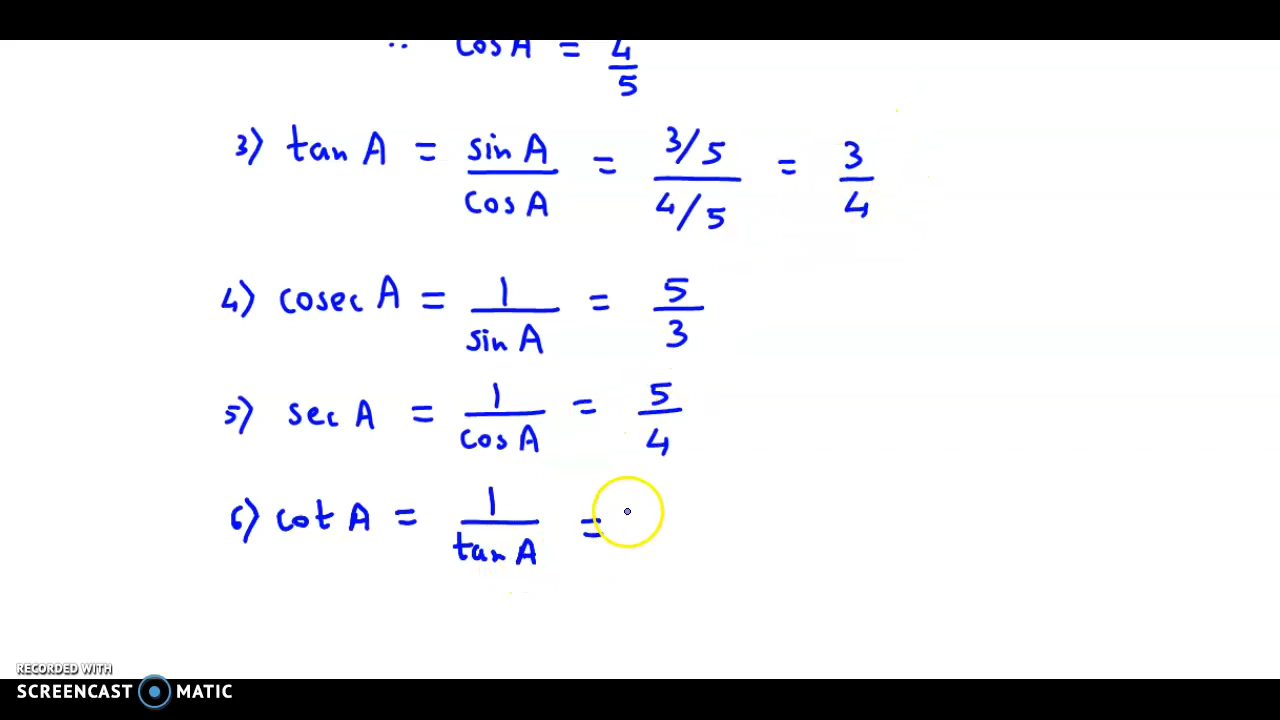 ∴ cos A = 4/5
3) tan A = sin A / cos A = 3/5 / 4/5 = 3/4
4) cosec A = 1 / sin A = 5/3
5) sec A = 1 / cos A = 5/4
6) cot A = 1 / tan A =
RECORDED WITH
SCREENCAST MATIC